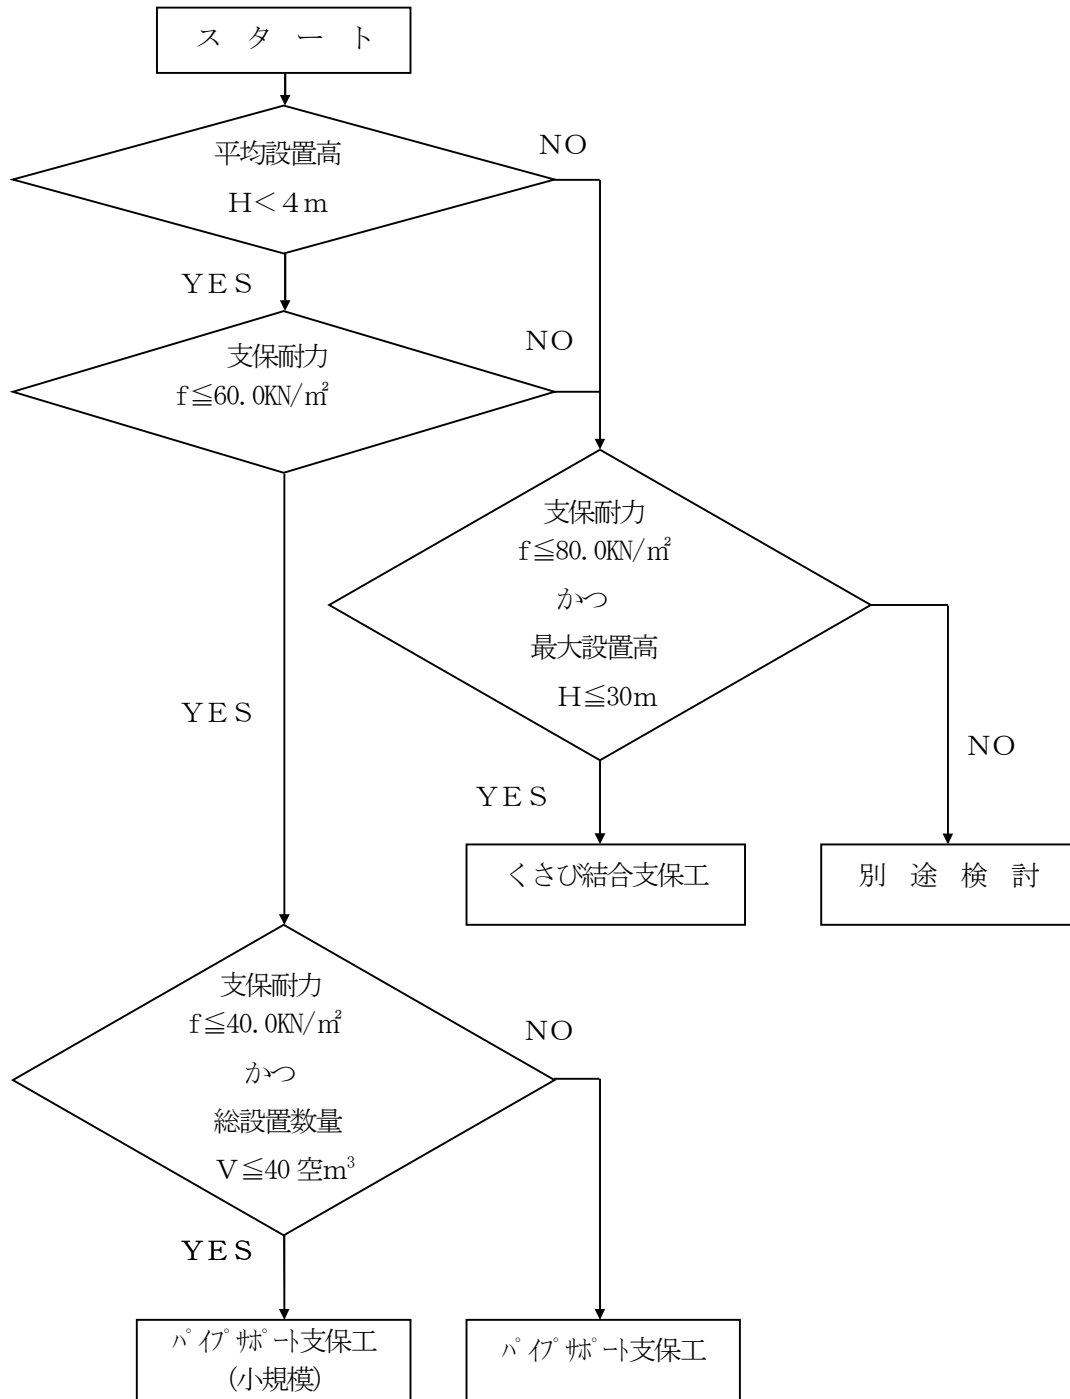 ス タ ー ト
平均設置高
H<4m
NO
YES
支保耐力
f≦60.0KN/㎡
NO
支保耐力
f≦80.0KN/㎡
かつ
最大設置高
H≦30m
YES
NO
YES
くさび結合支保工
別 途 検 討
支保耐力
f≦40.0KN/㎡
かつ
総設置数量
V≦40 空m³
NO
YES
ﾊﾟｲﾌﾟｻﾎﾟｰﾄ支保工
(小規模)
ﾊﾟｲﾌﾟｻﾎﾟｰﾄ支保工